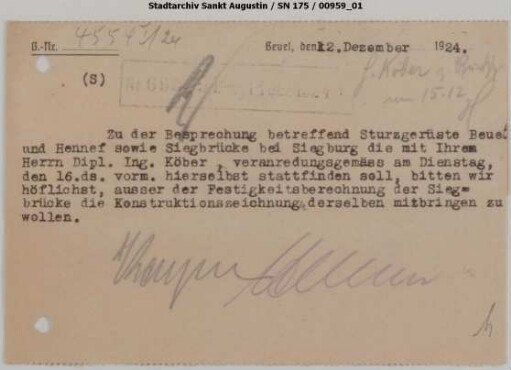 Stadtarchiv Sankt Augustin / SN 175 / 00959_01
G.-Nr. 4554 I/24
Beuel, den 12. Dezember 1924.
(S)
H. Köber
15.12.
Zu der Besprechung betreffend Sturzgerüste Beuel
und Hennef sowie Siegbrücke bei Siegburg die mit Ihrem
Herrn Dipl. Ing. Köber , veranredungsgemäss am Dienstag,
den 16.ds. vorm. hierselbst stattfinden soll, bitten wir
höflichst, ausser der Festigkeitsberechnung der Sieg=
brücke die Konstruktionszeichnung derselben mitbringen zu
wollen.